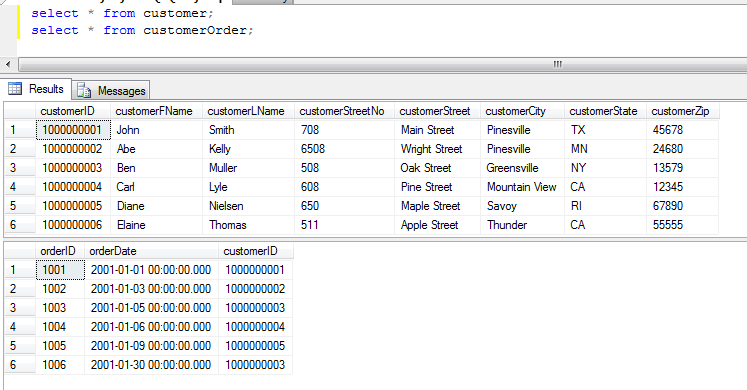 select * from customer;
select * from customerOrder;
Results Messages
customerID customerFName customerLName customerStreetNo customerStreet customerCity customerState customerZip
1 1000000001 John Smith 708 Main Street Pinesville TX 45678
2 1000000002 Abe Kelly 6508 Wright Street Pinesville MN 24680
3 1000000003 Ben Muller 508 Oak Street Greensville NY 13579
4 1000000004 Carl Lyle 608 Pine Street Mountain View CA 12345
5 1000000005 Diane Nielsen 650 Maple Street Savoy RI 67890
6 1000000006 Elaine Thomas 511 Apple Street Thunder CA 55555
orderID orderDate customerID
1 1001 2001-01-01 00:00:00.000 1000000001
2 1002 2001-01-03 00:00:00.000 1000000002
3 1003 2001-01-05 00:00:00.000 1000000003
4 1004 2001-01-06 00:00:00.000 1000000004
5 1005 2001-01-09 00:00:00.000 1000000005
6 1006 2001-01-30 00:00:00.000 1000000003